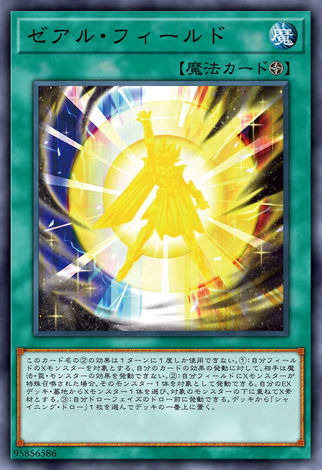 ゼアル・フィールド
魔
【魔法カード】
このカード名の②の効果は1ターンに1度しか使用できない。①：自分フィール
ドのXモンスターを対象とする、自分のカードの効果の発動に対して、相手は魔
法・罠・モンスターの効果を発動できない。②：自分フィールドにXモンスターが
特殊召喚された場合、そのモンスター1体を対象として発動できる。自分のEX
デッキ・墓地からXモンスター1体を選び、対象のモンスターの下に重ねてX素
材とする。③：自分ドローフェイズのドロー前に発動できる。デッキから「シャ
イニング・ドロー」1枚を選んでデッキの一番上に置く。
95856586